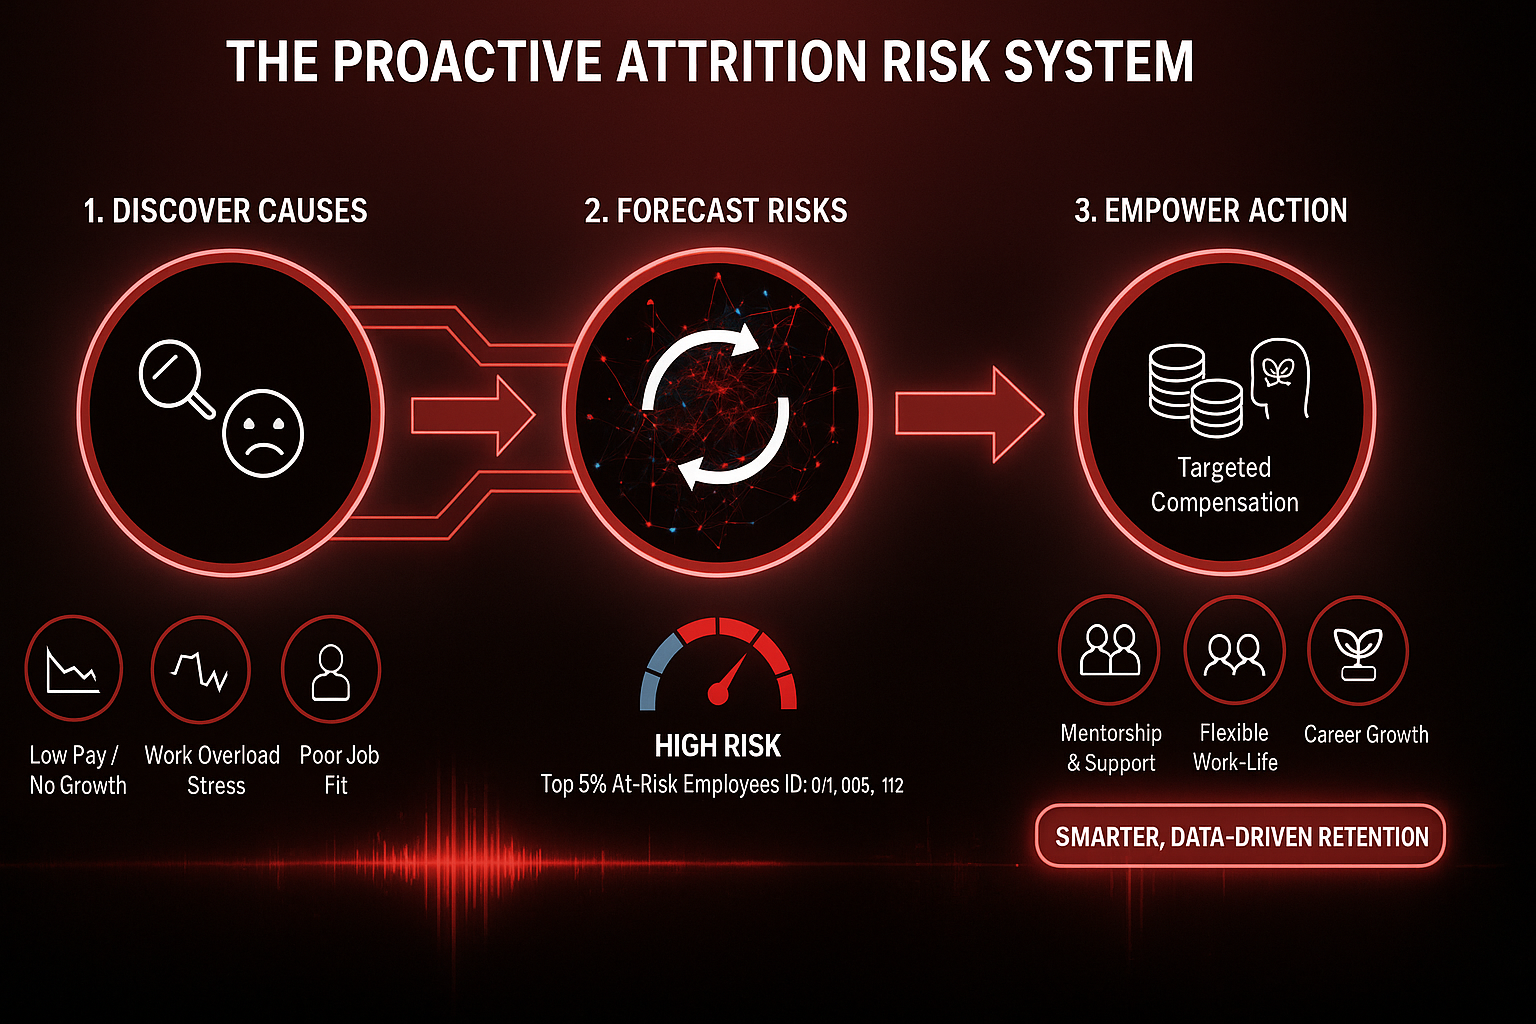 THE PROACTIVE ATTRITION RISK SYSTEM
1. DISCOVER CAUSES
Low Pay /
No Growth
Work Overload
Stress
Poor Job
Fit
2. FORECAST RISKS
HIGH RISK
Top 5% At-Risk Employees ID: 0/1, 005, 112
3. EMPOWER ACTION
Targeted
Compensation
Mentorship
& Support
Flexible
Work-Life
Career Growth
SMARTER, DATA-DRIVEN RETENTION